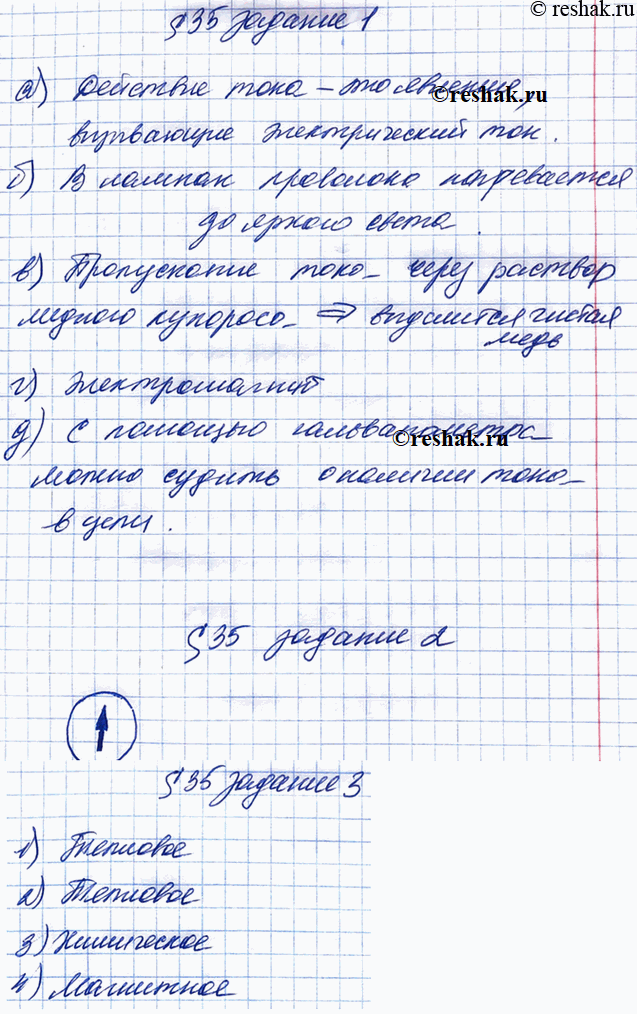 © reshak.ru
§ 35 задание 1
а) Действие тока – это явление,
© reshak.ru
вызывающие электрический ток.
б) В лампах проволока нагревается
до яркого света.
в) Пропускание тока через раствор
медного купороса ⇒ выделится чистая
медь
г) Электромагнит
д) С помощью гальванометра
© reshak.ru
можно судить о наличии тока
в цепи.
§ 35 задание 2
§ 35 задание 3
1) Тепловое
2) Тепловое
3) Химическое
4) Магнитное